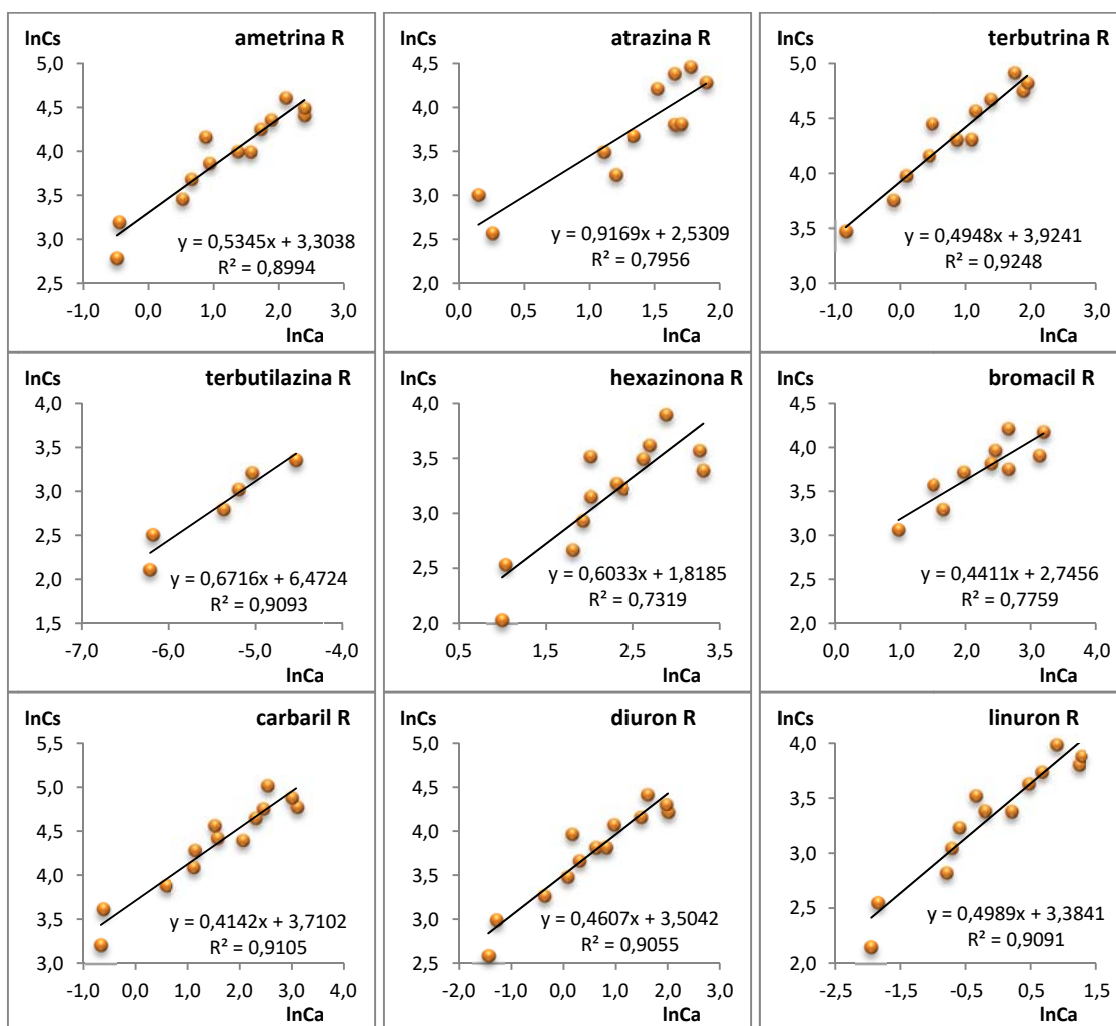 lnCs ametrina R
5,0
4,5
4,0
3,5
3,0
2,5
y = 0,5345x + 3,3038
R² = 0,8994
-1,0 0,0 1,0 2,0 3,0
lnCa
lnCs atrazina R
4,5
4,0
3,5
3,0
2,5
2,0
y = 0,9169x + 2,5309
R² = 0,7956
0,0 0,5 1,0 1,5 2,0
lnCa
lnCs terbutrina R
5,0
4,5
4,0
3,5
3,0
y = 0,4948x + 3,9241
R² = 0,9248
-1,0 0,0 1,0 2,0
lnCa
lnCs terbutilazina R
4,0
3,5
3,0
2,5
2,0
1,5
y = 0,6716x + 6,4724
R² = 0,9093
-7,0 -6,0 -5,0 -4,0
lnCa
lnCs hexazinona R
4,0
3,5
3,0
2,5
2,0
y = 0,6033x + 1,8185
R² = 0,7319
0,5 1,5 2,5 3,5
lnCa
lnCs bromacil R
4,5
4,0
3,5
3,0
2,5
y = 0,4411x + 2,7456
R² = 0,7759
0,0 1,0 2,0 3,0 4,0
lnCa
lnCs carbaril R
5,5
5,0
4,5
4,0
3,5
3,0
y = 0,4142x + 3,7102
R² = 0,9105
-1,0 0,0 1,0 2,0 3,0 4,0
lnCa
lnCs diuron R
5,0
4,5
4,0
3,5
3,0
2,5
y = 0,4607x + 3,5042
R² = 0,9055
-2,0 -1,0 0,0 1,0 2,0 3,0
lnCa
lnCs linuron R
4,0
3,5
3,0
2,5
2,0
y = 0,4989x + 3,3841
R² = 0,9091
-2,5 -1,5 -0,5 0,5 1,5
lnCa